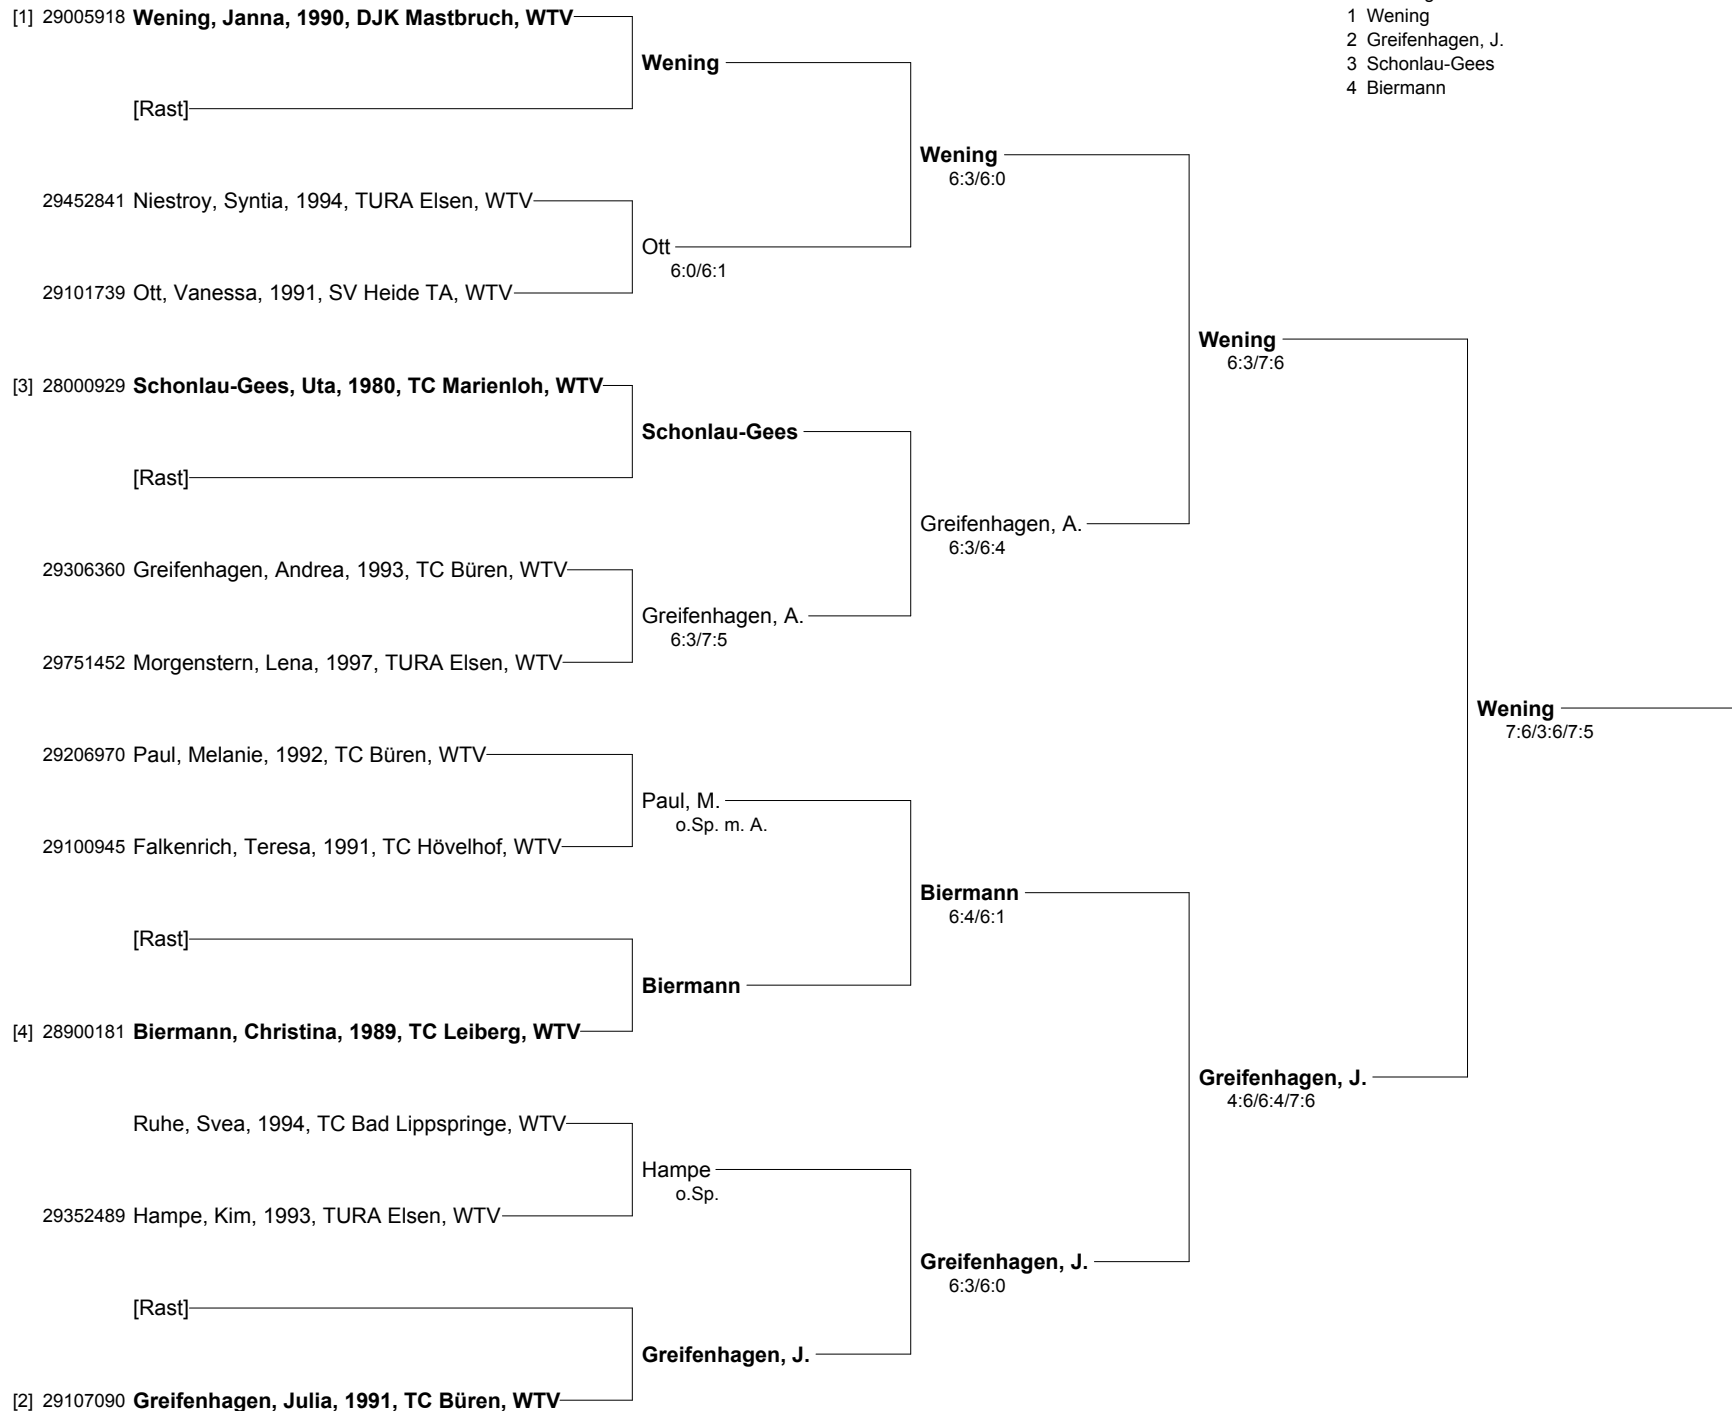 [1] 29005918 Wening, Janna, 1990, DJK Mastbruch, WTV
1 Wening
2 Greifenhagen, J.
3 Schonlau-Gees
4 Biermann
Wening
[Rast]
Wening
6:3/6:0
29452841 Niestroy, Syntia, 1994, TURA Elsen, WTV
Ott
6:0/6:1
29101739 Ott, Vanessa, 1991, SV Heide TA, WTV
Wening
6:3/7:6
[3] 28000929 Schonlau-Gees, Uta, 1980, TC Marienloh, WTV
Schonlau-Gees
[Rast]
Greifenhagen, A.
6:3/6:4
29306360 Greifenhagen, Andrea, 1993, TC Büren, WTV
Greifenhagen, A.
6:3/7:5
29751452 Morgenstern, Lena, 1997, TURA Elsen, WTV
Wening
7:6/3:6/7:5
29206970 Paul, Melanie, 1992, TC Büren, WTV
Paul, M.
o.Sp. m. A.
29100945 Falkenrich, Teresa, 1991, TC Hövelhof, WTV
Biermann
6:4/6:1
[Rast]
Biermann
[4] 28900181 Biermann, Christina, 1989, TC Leiberg, WTV
Greifenhagen, J.
4:6/6:4/7:6
Ruhe, Svea, 1994, TC Bad Lippspringe, WTV
Hampe
o.Sp.
29352489 Hampe, Kim, 1993, TURA Elsen, WTV
Greifenhagen, J.
6:3/6:0
[Rast]
Greifenhagen, J.
[2] 29107090 Greifenhagen, Julia, 1991, TC Büren, WTV